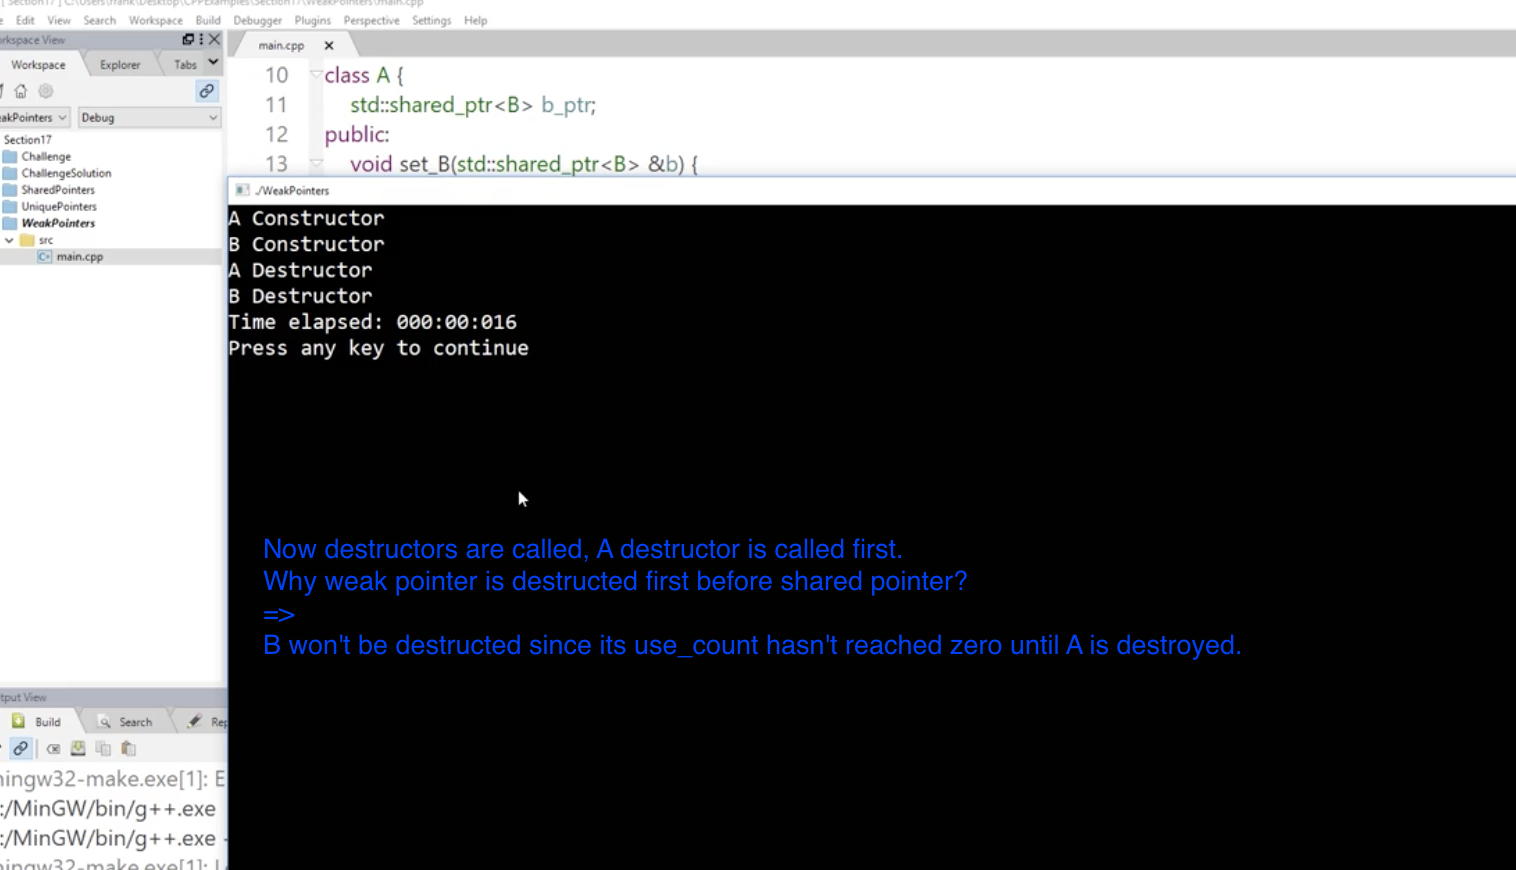 [ Section17 ] C:\Users\frank\Desktop\CPPExamples\Section17\WeakPointers\main.cpp
Edit View Search Workspace Build Debugger Plugins Perspective Settings Help
rkspace View
main.cpp
Workspace Explorer Tabs
akPointers Debug
Section17
Challenge
ChallengeSolution
SharedPointers
UniquePointers
WeakPointers
src
main.cpp
10 class A {
11 std::shared_ptr<B> b_ptr;
12 public:
13 void set_B(std::shared_ptr<B> &b) {
./WeakPointers
A Constructor
B Constructor
A Destructor
B Destructor
Time elapsed: 000:00:016
Press any key to continue
Now destructors are called, A destructor is called first.
Why weak pointer is destructed first before shared pointer?
=>
B won't be destructed since its use_count hasn't reached zero until A is destroyed.
tput View
Build Search Rep
ingw32-make.exe[1]: E
:/MinGW/bin/g++.exe
:/MinGW/bin/g++.exe -
ingw32-make.exe[1]: L